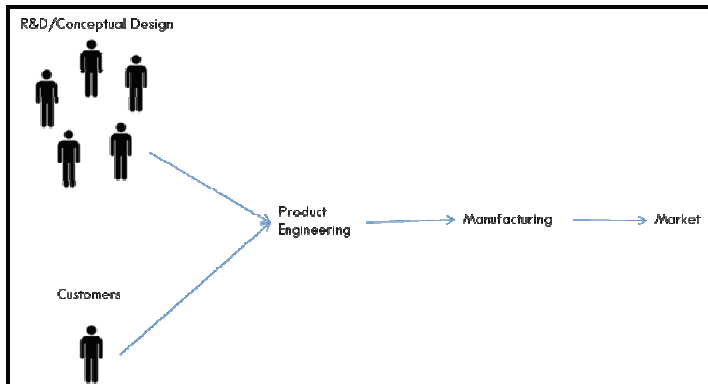 R&D/Conceptual Design
Product
Engineering
Manufacturing
Market
Customers